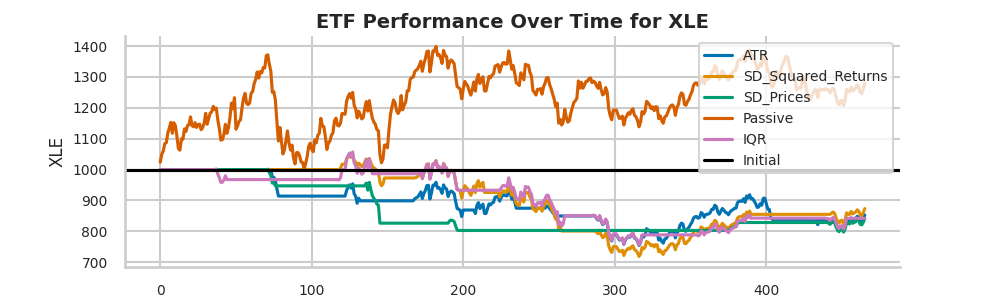 ETF Performance Over Time for XLE
1400
1300
1200
1100
1000
900
800
700
XLE
ATR
SD_Squared_Returns
SD_Prices
Passive
IQR
Initial
0 100 200 300 400